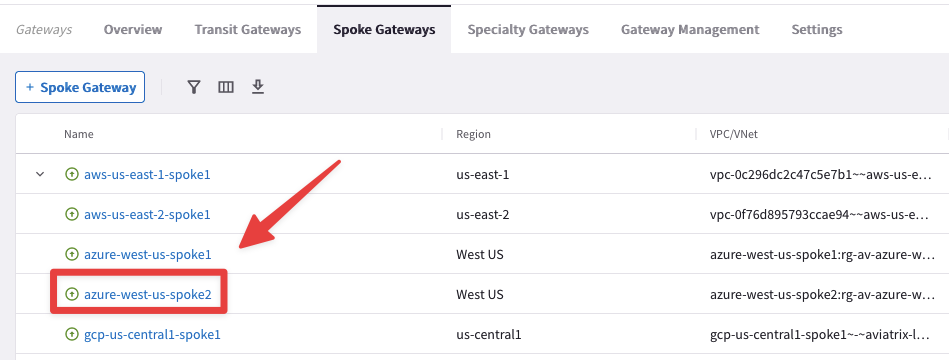 Gateways Overview Transit Gateways Spoke Gateways Specialty Gateways Gateway Management Settings
+ Spoke Gateway
Name Region VPC/VNet
aws-us-east-1-spoke1 us-east-1 vpc-0c296dc2c47c5e7b1~~aws-us-e...
aws-us-east-2-spoke1 us-east-2 vpc-0f76d895793ccae94~~aws-us-e...
azure-west-us-spoke1 West US azure-west-us-spoke1:rg-av-azure-w...
azure-west-us-spoke2 West US azure-west-us-spoke2:rg-av-azure-w...
gcp-us-central1-spoke1 us-central1 gcp-us-central1-spoke1~-~aviatrix-l...